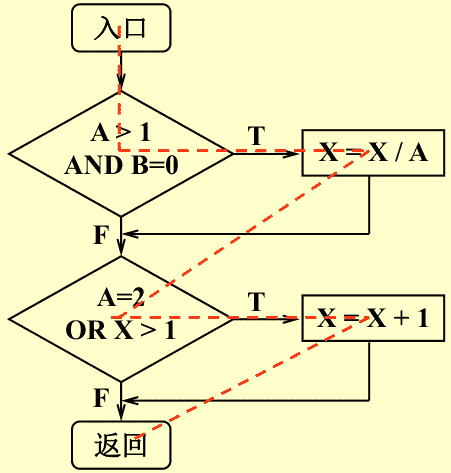 入口
A > 1
AND B=0
T
X = X / A
F
A=2
OR X > 1
T
X = X + 1
F
返回